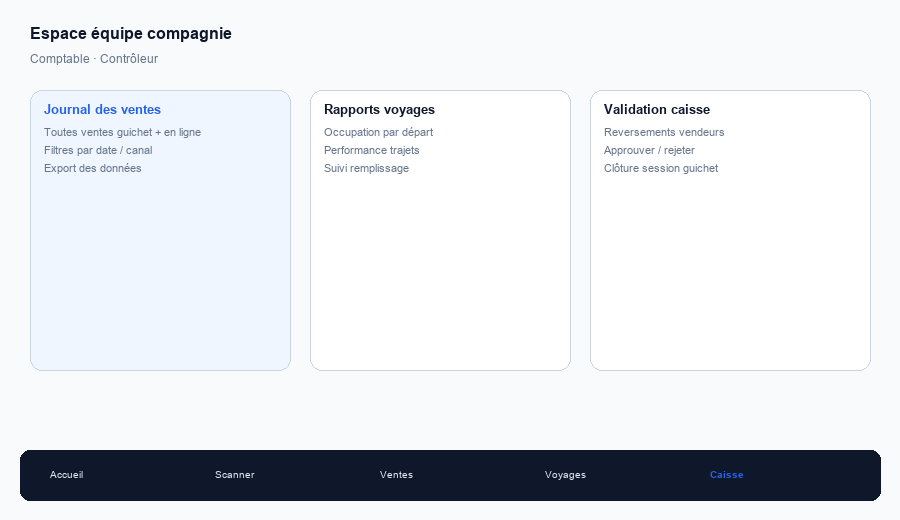 Espace équipe compagnie
Comptable · Contrôleur
Journal des ventes
Toutes ventes guichet + en ligne
Filtres par date / canal
Export des données
Rapports voyages
Occupation par départ
Performance trajets
Suivi remplissage
Validation caisse
Reversements vendeurs
Approuver / rejeter
Clôture session guichet
Accueil
Scanner
Ventes
Voyages
Caisse